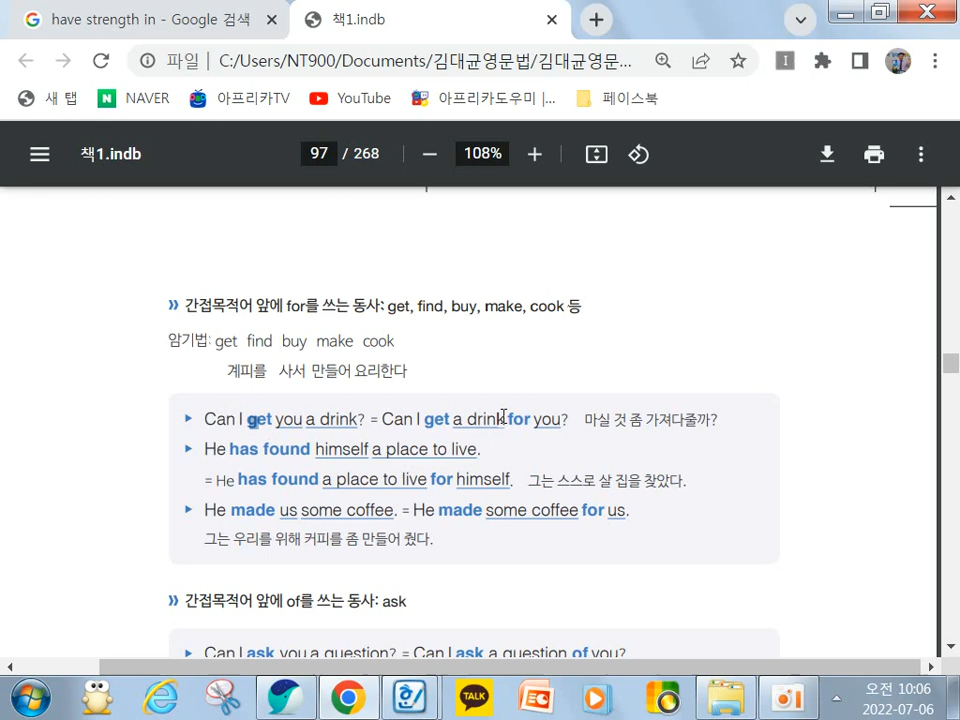 have strength in - Google 검색
책1.indb
파일 | C:/Users/NT900/Documents/김대균영문법/김대균영문...
새 탭 NAVER 아프리카TV YouTube 아프리카도우미 |... 페이스북
책1.indb 97 / 268 108%
» 간접목적어 앞에 for를 쓰는 동사: get, find, buy, make, cook 등
암기법: get find buy make cook
계피를 사서 만들어 요리한다
Can I get you a drink? = Can I get a drink for you? 마실 것 좀 가져다줄까?
He has found himself a place to live.
= He has found a place to live for himself. 그는 스스로 살 집을 찾았다.
He made us some coffee. = He made some coffee for us.
그는 우리를 위해 커피를 좀 만들어 줬다.
» 간접목적어 앞에 of를 쓰는 동사: ask
Can I ask you a question? = Can I ask a question of you?
TALK
오전 10:06
2022-07-06